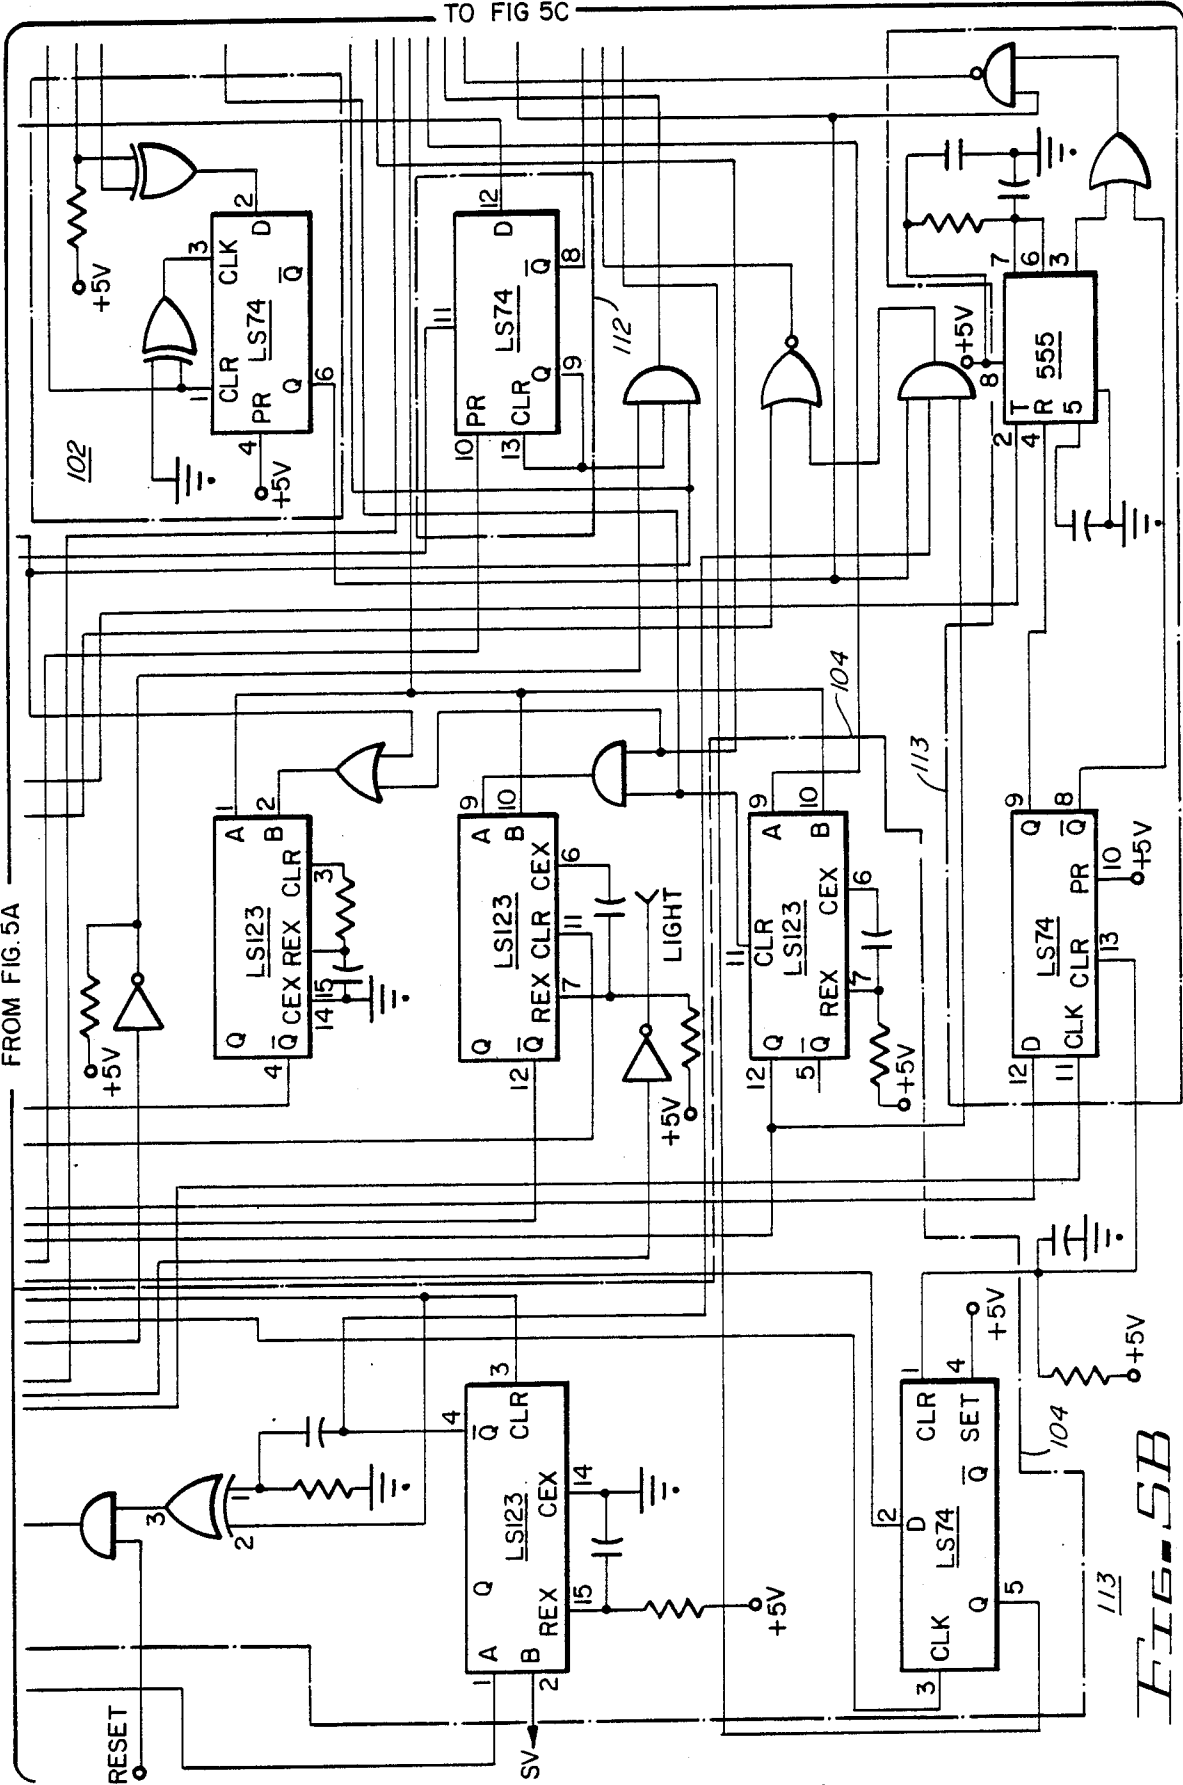 TO FIG 5C
FROM FIG. 5A
+5V
102
3
CLK
2
D
LS74
Q̅
1
CLR
4
PR
Q
6
+5V
11
12
D
LS74
Q̅
8
10
PR
13
CLR
Q
9
112
+5V
8
7
6
3
555
2
T
4
R
5
+5V
1
A
2
B
LS123
3
CLR
REX
CEX
15
14
Q
Q̅
4
9
A
10
B
LS123
6
CEX
11
CLR
REX
7
Q
Q̅
12
LIGHT
+5V
104
113
9
A
10
B
11
CLR
LS123
CEX
6
REX
7
12
Q
5
Q̅
+5V
9
Q
8
Q̅
LS74
PR
10
+5V
CLR
13
12
D
11
CLK
3
1
2
4
Q̅
3
CLR
LS123
CEX
14
Q
REX
15
1
A
B
2
+5V
SV
RESET
1
CLR
4
SET
+5V
+5V
2
D
LS74
Q̅
CLK
3
Q
5
104
113
FIG. 5B